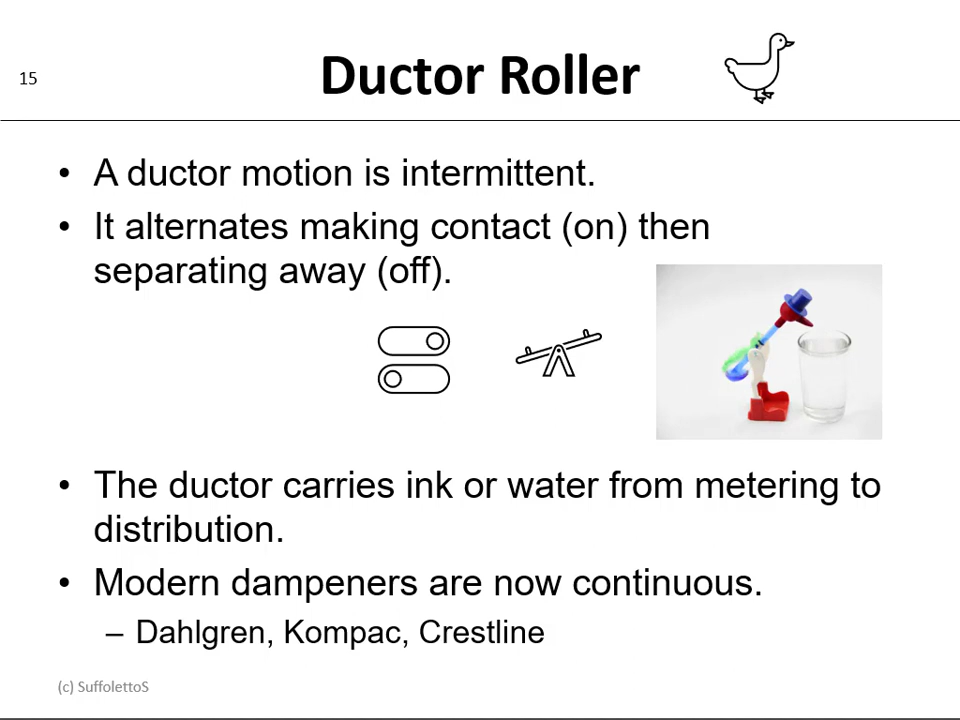 15
Ductor Roller
• A ductor motion is intermittent.
• It alternates making contact (on) then
separating away (off).
• The ductor carries ink or water from metering to
distribution.
• Modern dampeners are now continuous.
– Dahlgren, Kompac, Crestline
(c) SuffolettoS